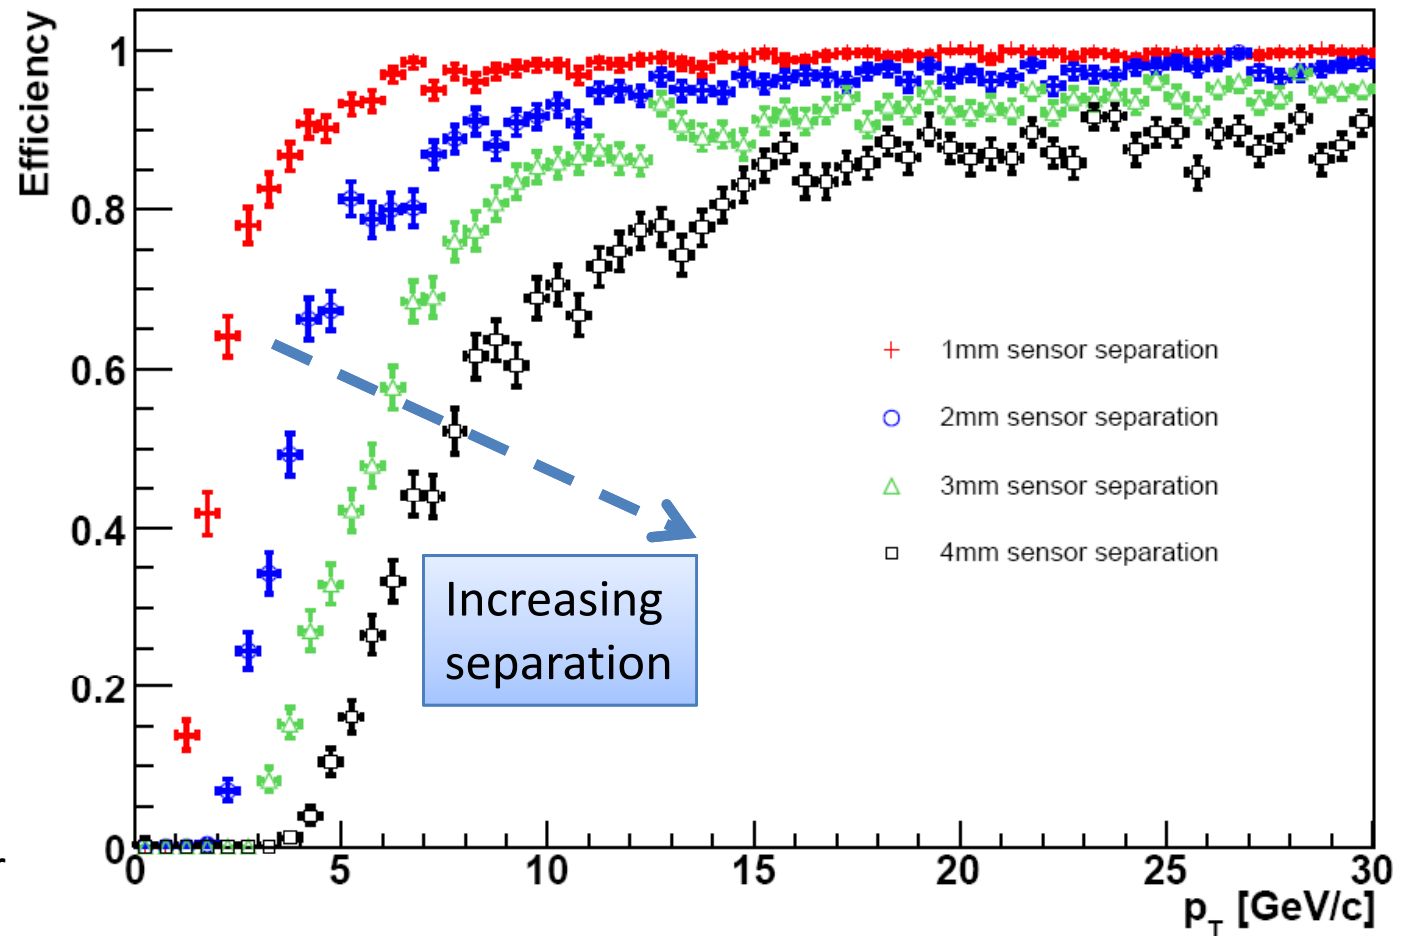 Efficiency
1
0.8
0.6
0.4
0.2
0
0 5 10 15 20 25 30
p_T [GeV/c]
1mm sensor separation
2mm sensor separation
3mm sensor separation
4mm sensor separation
Increasing
separation